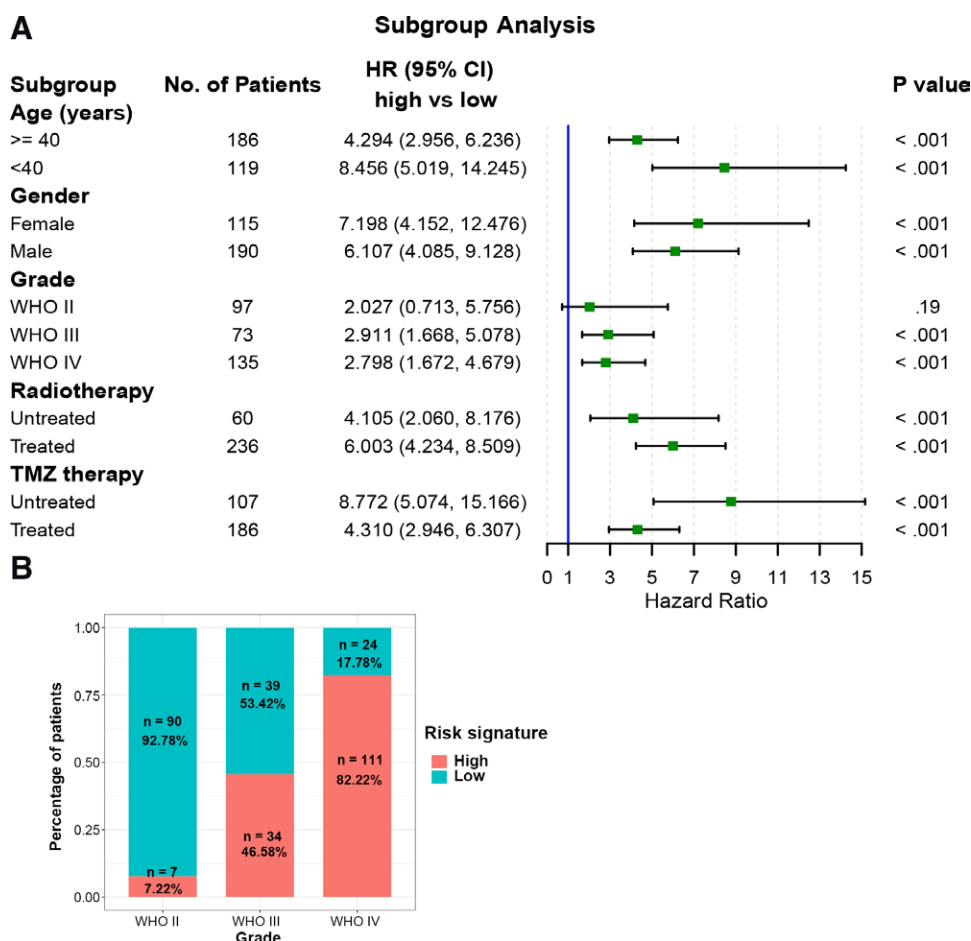 A
Subgroup Analysis
Subgroup No. of Patients HR (95% CI) high vs low P value
Age (years)
>= 40 186 4.294 (2.956, 6.236) < .001
<40 119 8.456 (5.019, 14.245) < .001
Gender
Female 115 7.198 (4.152, 12.476) < .001
Male 190 6.107 (4.085, 9.128) < .001
Grade
WHO II 97 2.027 (0.713, 5.756) .19
WHO III 73 2.911 (1.668, 5.078) < .001
WHO IV 135 2.798 (1.672, 4.679) < .001
Radiotherapy
Untreated 60 4.105 (2.060, 8.176) < .001
Treated 236 6.003 (4.234, 8.509) < .001
TMZ therapy
Untreated 107 8.772 (5.074, 15.166) < .001
Treated 186 4.310 (2.946, 6.307) < .001
0 1 3 5 7 9 11 13 15
Hazard Ratio
B
Percentage of patients
1.00
0.75
0.50
0.25
0.00
n = 90
92.78%
n = 7
7.22%
n = 39
53.42%
n = 34
46.58%
n = 24
17.78%
n = 111
82.22%
WHO II WHO III WHO IV
Grade
Risk signature
High
Low